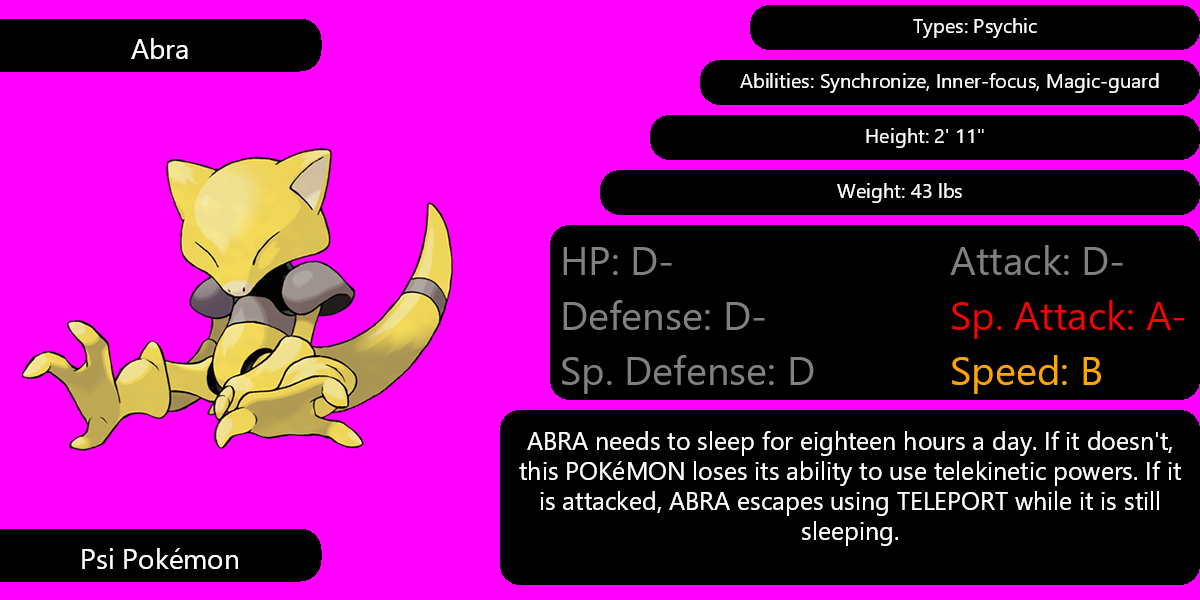 Abra
Types: Psychic
Abilities: Synchronize, Inner-focus, Magic-guard
Height: 2' 11"
Weight: 43 lbs
HP: D-
Attack: D-
Defense: D-
Sp. Attack: A-
Sp. Defense: D
Speed: B
ABRA needs to sleep for eighteen hours a day. If it doesn't,
this POKéMON loses its ability to use telekinetic powers. If it
is attacked, ABRA escapes using TELEPORT while it is still
sleeping.
Psi Pokémon